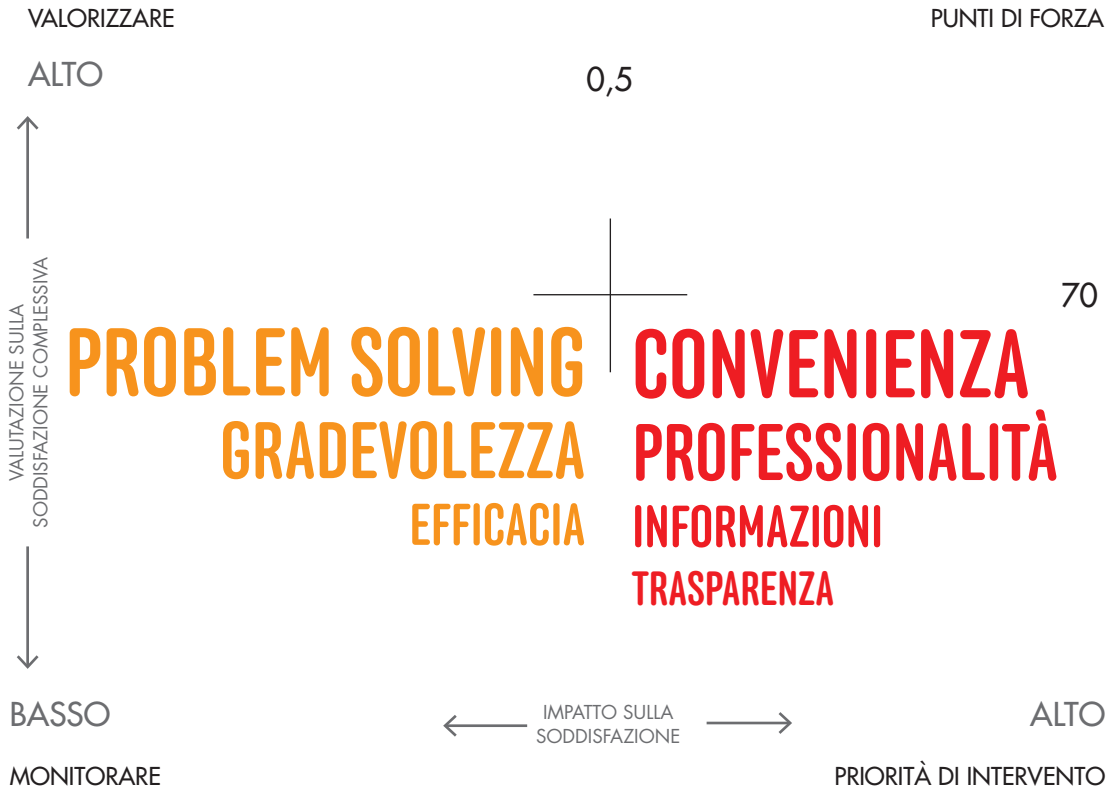 VALORIZZARE
PUNTI DI FORZA
ALTO
0,5
VALUTAZIONE SULLA
SODDISFAZIONE COMPLESSIVA
70
PROBLEM SOLVING
GRADEVOLEZZA
EFFICACIA
CONVENIENZA
PROFESSIONALITÀ
INFORMAZIONI
TRASPARENZA
BASSO
IMPATTO SULLA
SODDISFAZIONE
ALTO
MONITORARE
PRIORITÀ DI INTERVENTO